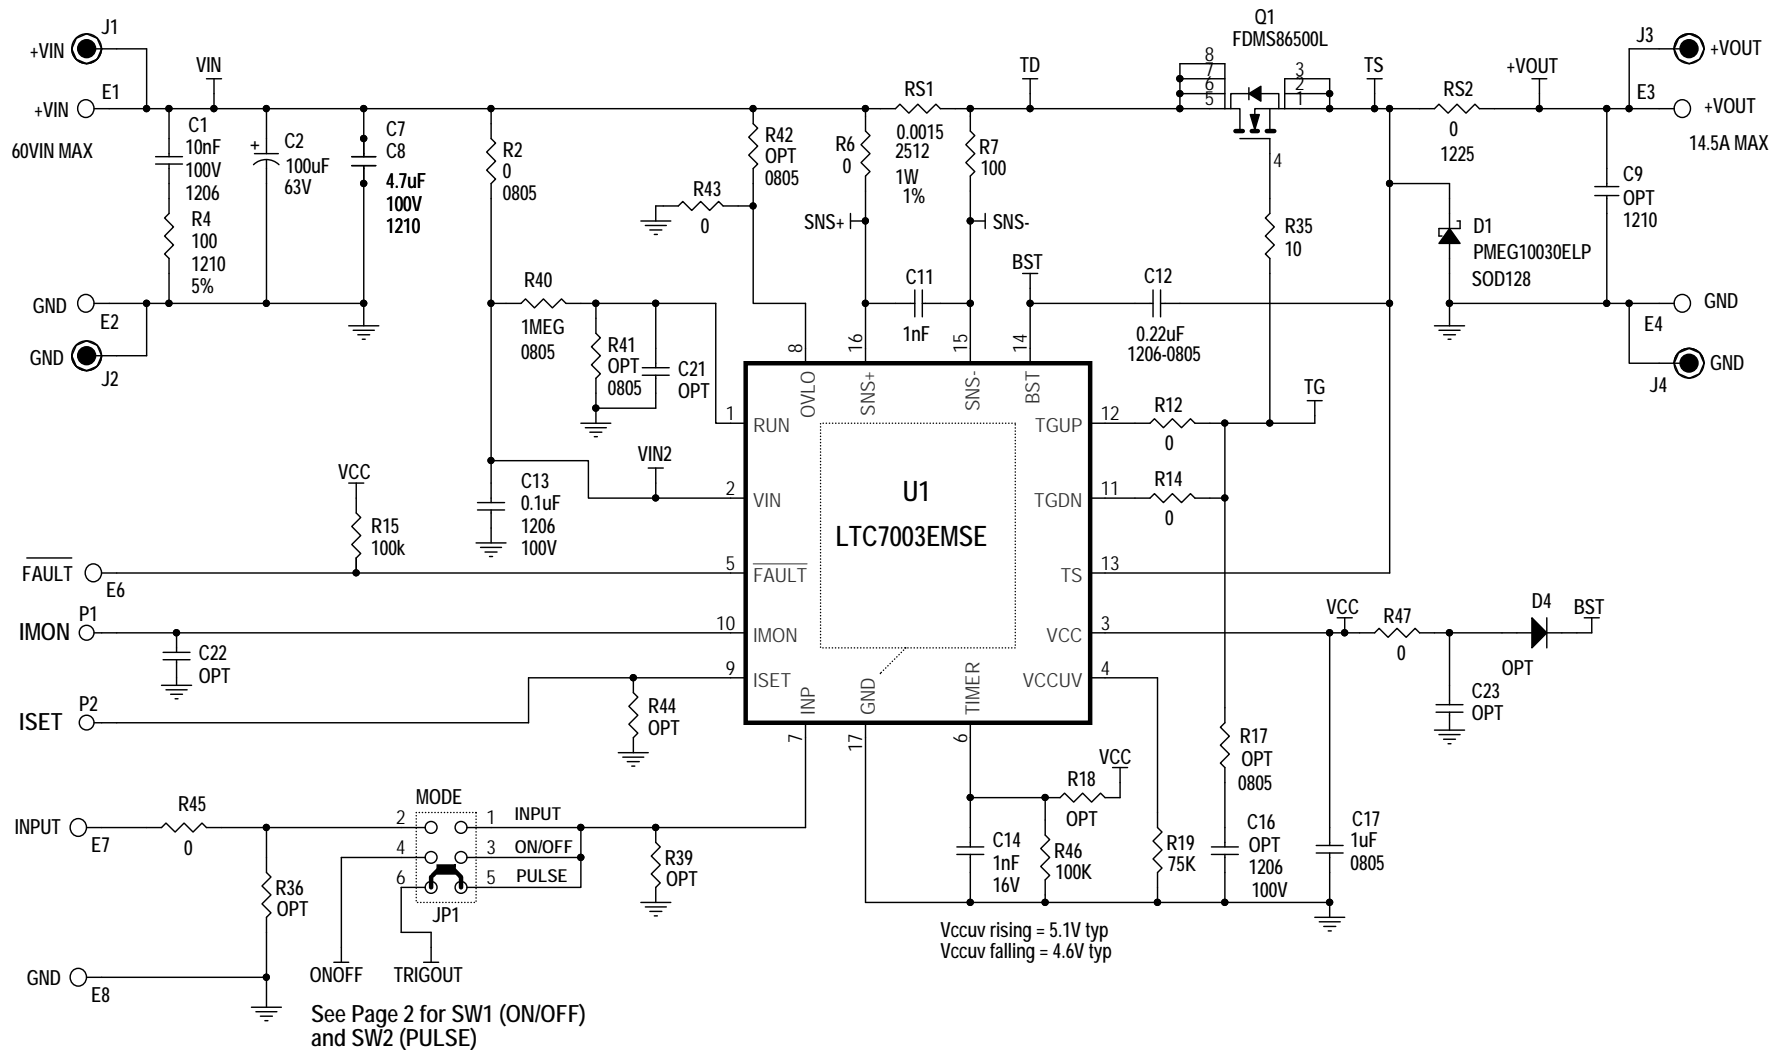 J1
+VIN
VIN
E1
+VIN
60VIN MAX
C1
10nF
100V
1206
R4
100
1210
5%
+
C2
100uF
63V
C7
C8
4.7uF
100V
1210
GND
E2
GND
J2
R2
0
0805
R42
OPT
0805
R43
0
R6
0
RS1
0.0015
2512
1W
1%
R7
100
SNS+
SNS-
TD
Q1
FDMS86500L
8
7
6
5
3
2
1
4
TS
RS2
0
1225
+VOUT
J3
+VOUT
E3
+VOUT
14.5A MAX
C9
OPT
1210
D1
PMEG10030ELP
SOD128
GND
E4
GND
J4
R35
10
BST
C12
0.22uF
1206-0805
C11
1nF
R40
1MEG
0805
R41
OPT
0805
C21
OPT
8
16
15
14
OVLO
SNS+
SNS-
BST
1
RUN
VIN2
2
VIN
C13
0.1uF
1206
100V
VCC
R15
100k
FAULT
E6
5
FAULT
IMON
P1
10
IMON
C22
OPT
ISET
P2
9
ISET
R44
OPT
U1
LTC7003EMSE
TGUP
12
R12
0
TG
TGDN
11
R14
0
TS
13
VCC
3
VCC
R47
0
D4
OPT
BST
VCCUV
4
C23
OPT
INP
GND
TIMER
7
17
6
R18
OPT
VCC
R17
OPT
0805
C14
1nF
16V
R46
100K
R19
75K
C16
OPT
1206
100V
C17
1uF
0805
Vccuv rising = 5.1V typ
Vccuv falling = 4.6V typ
INPUT
E7
R45
0
R36
OPT
GND
E8
MODE
2
1
INPUT
4
3
ON/OFF
6
5
PULSE
JP1
R39
OPT
ONOFF
TRIGOUT
See Page 2 for SW1 (ON/OFF)
and SW2 (PULSE)